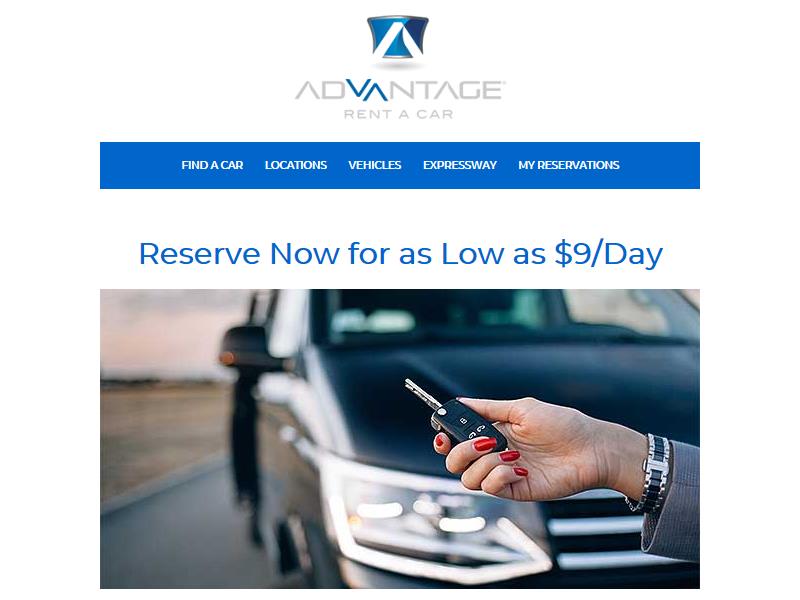 ADVANTAGE
RENT A CAR
FIND A CAR LOCATIONS VEHICLES EXPRESSWAY MY RESERVATIONS
Reserve Now for as Low as $9/Day